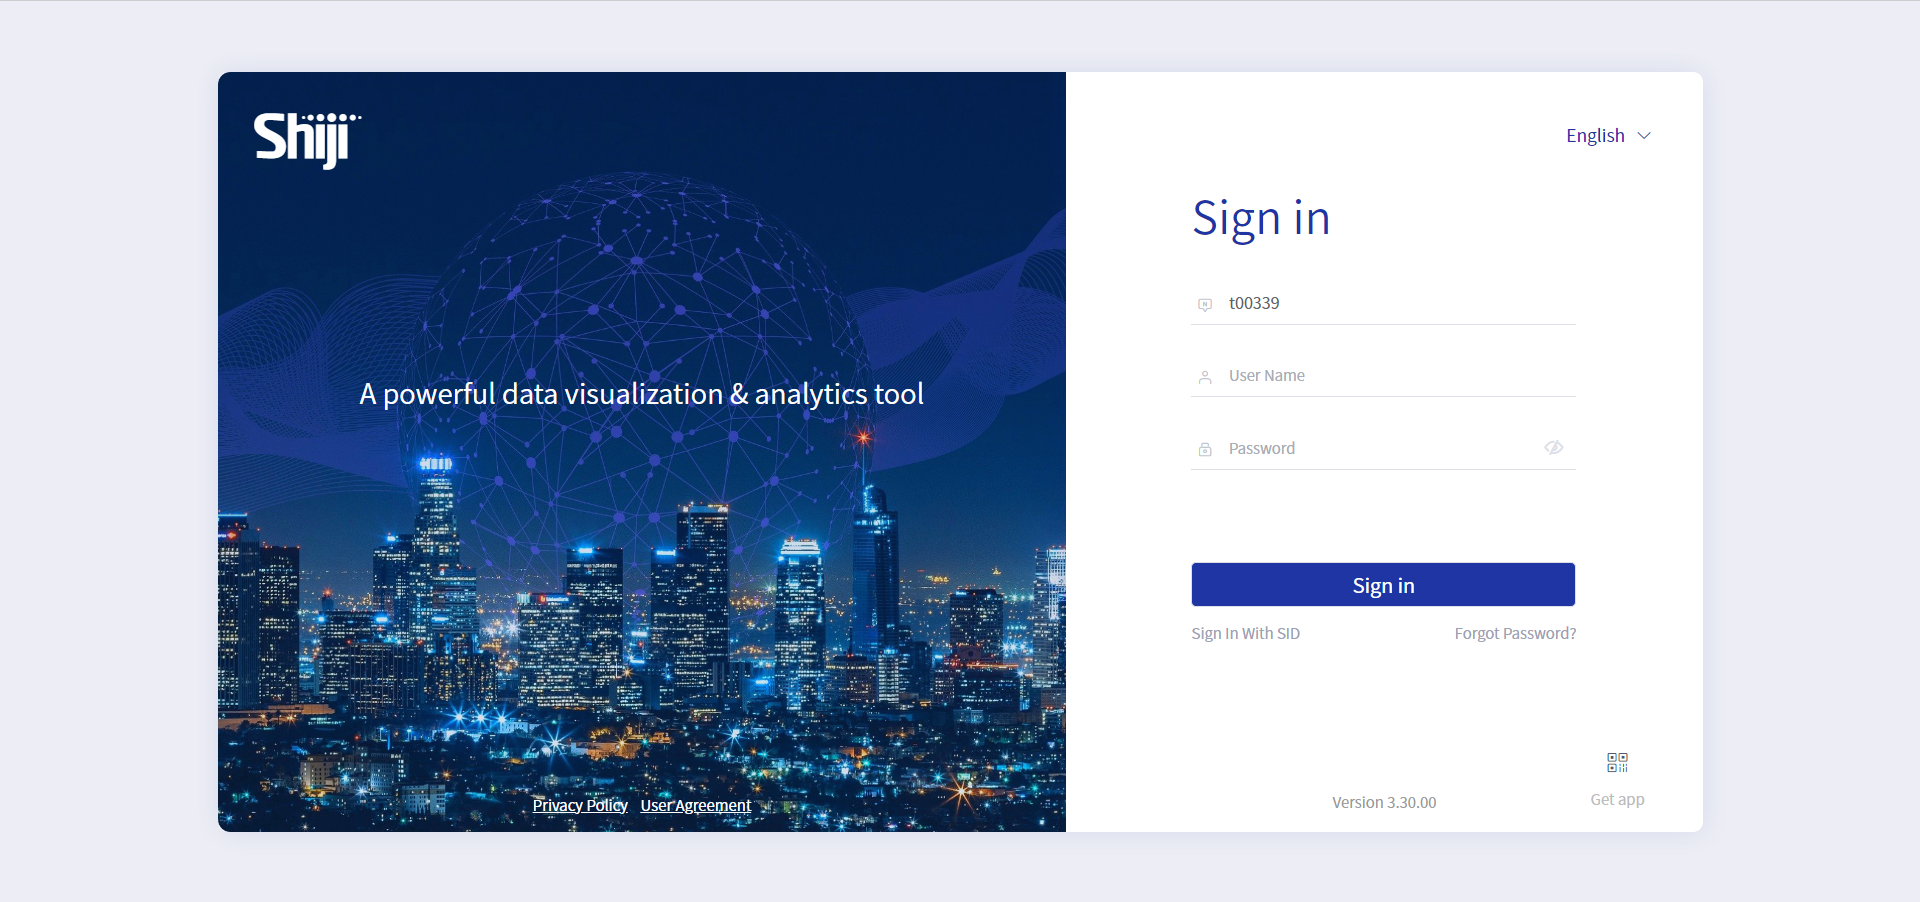 Shiji
A powerful data visualization & analytics tool
Privacy Policy User Agreement
English
Sign in
t00339
User Name
Password
Sign in
Sign In With SID Forgot Password?
Version 3.30.00
Get app